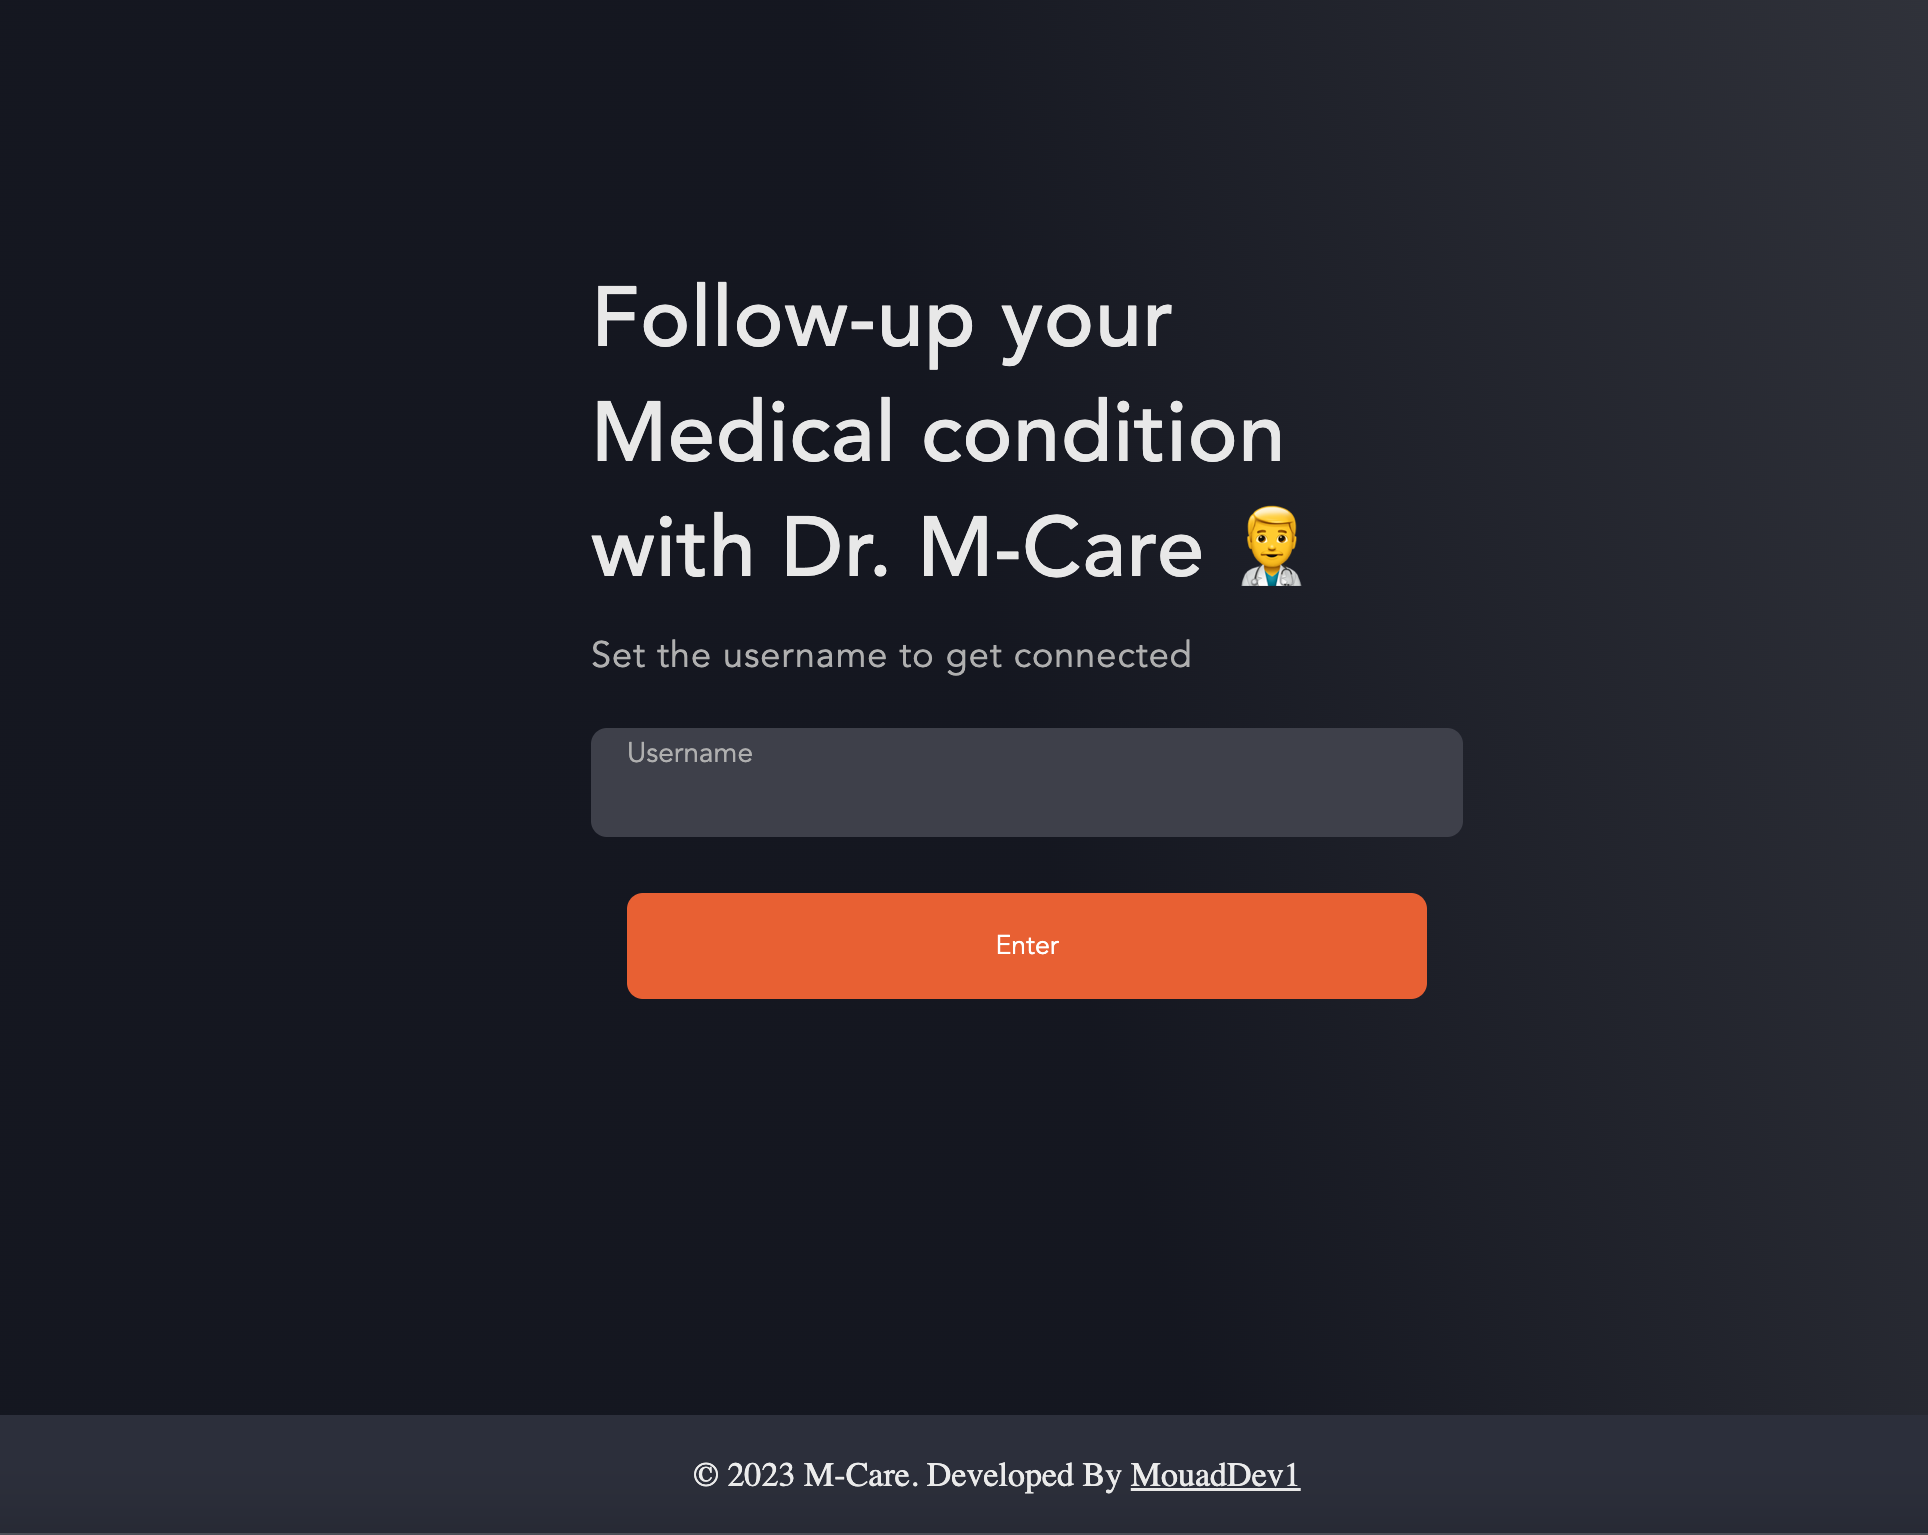 Follow-up your
Medical condition
with Dr. M-Care 👨‍⚕️
Set the username to get connected
Username
Enter
© 2023 M-Care. Developed By MouadDev1